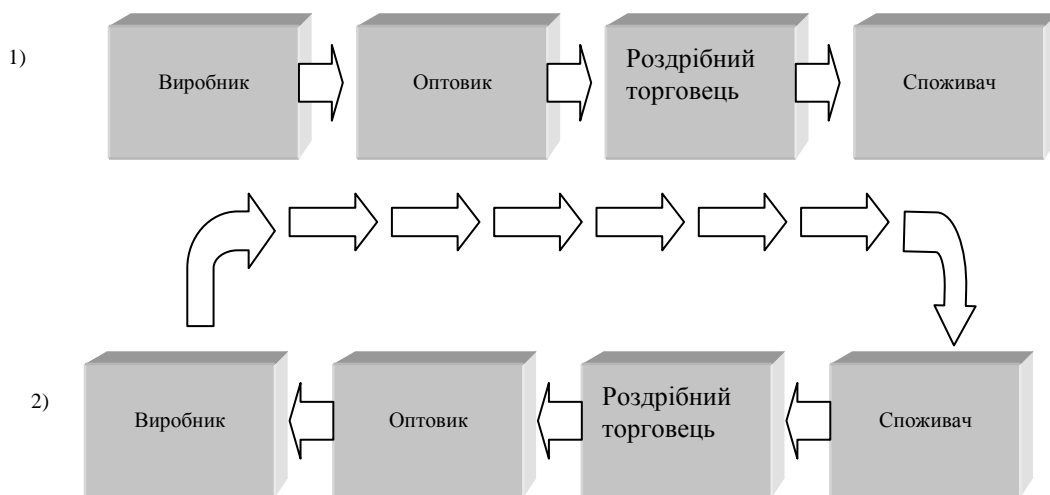 1)
Виробник
Оптовик
Роздрібний
торговець
Споживач
2)
Виробник
Оптовик
Роздрібний
торговець
Споживач